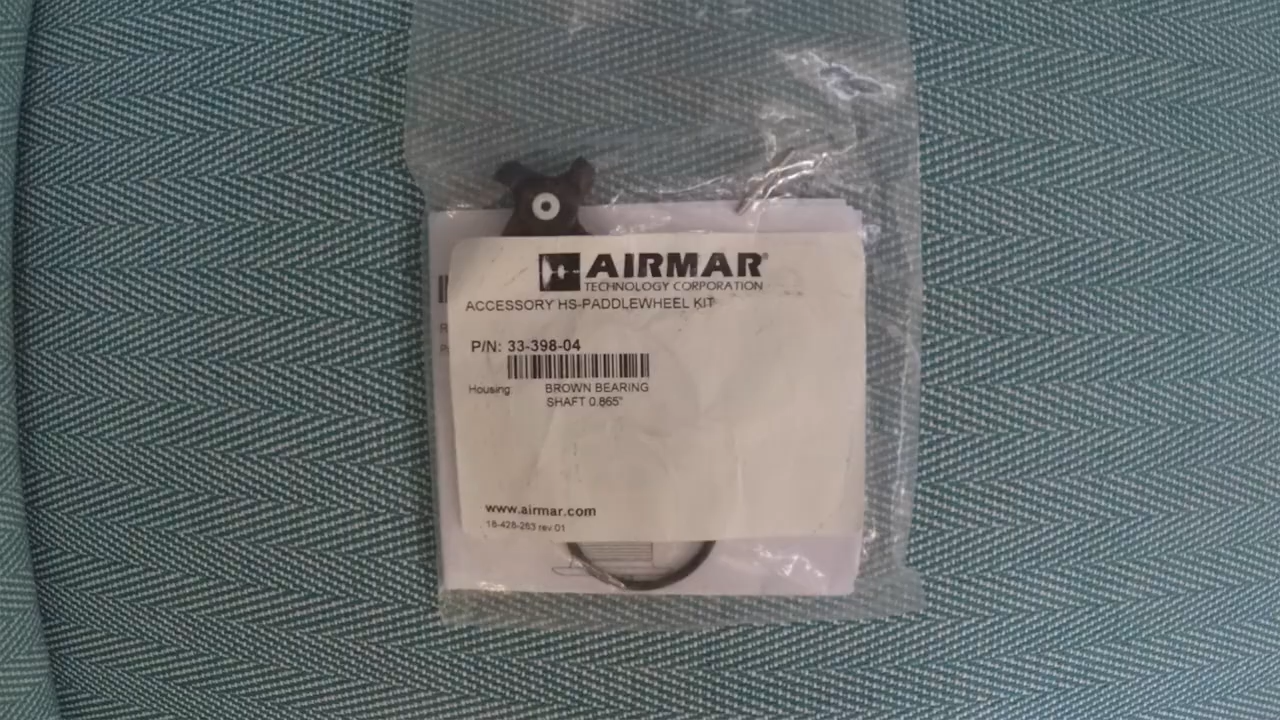 AIRMAR®
TECHNOLOGY CORPORATION
ACCESSORY HS-PADDLEWHEEL KIT
P/N: 33-398-04
Housing: BROWN BEARING
SHAFT 0.865"
www.airmar.com
16-428-263 rev.01